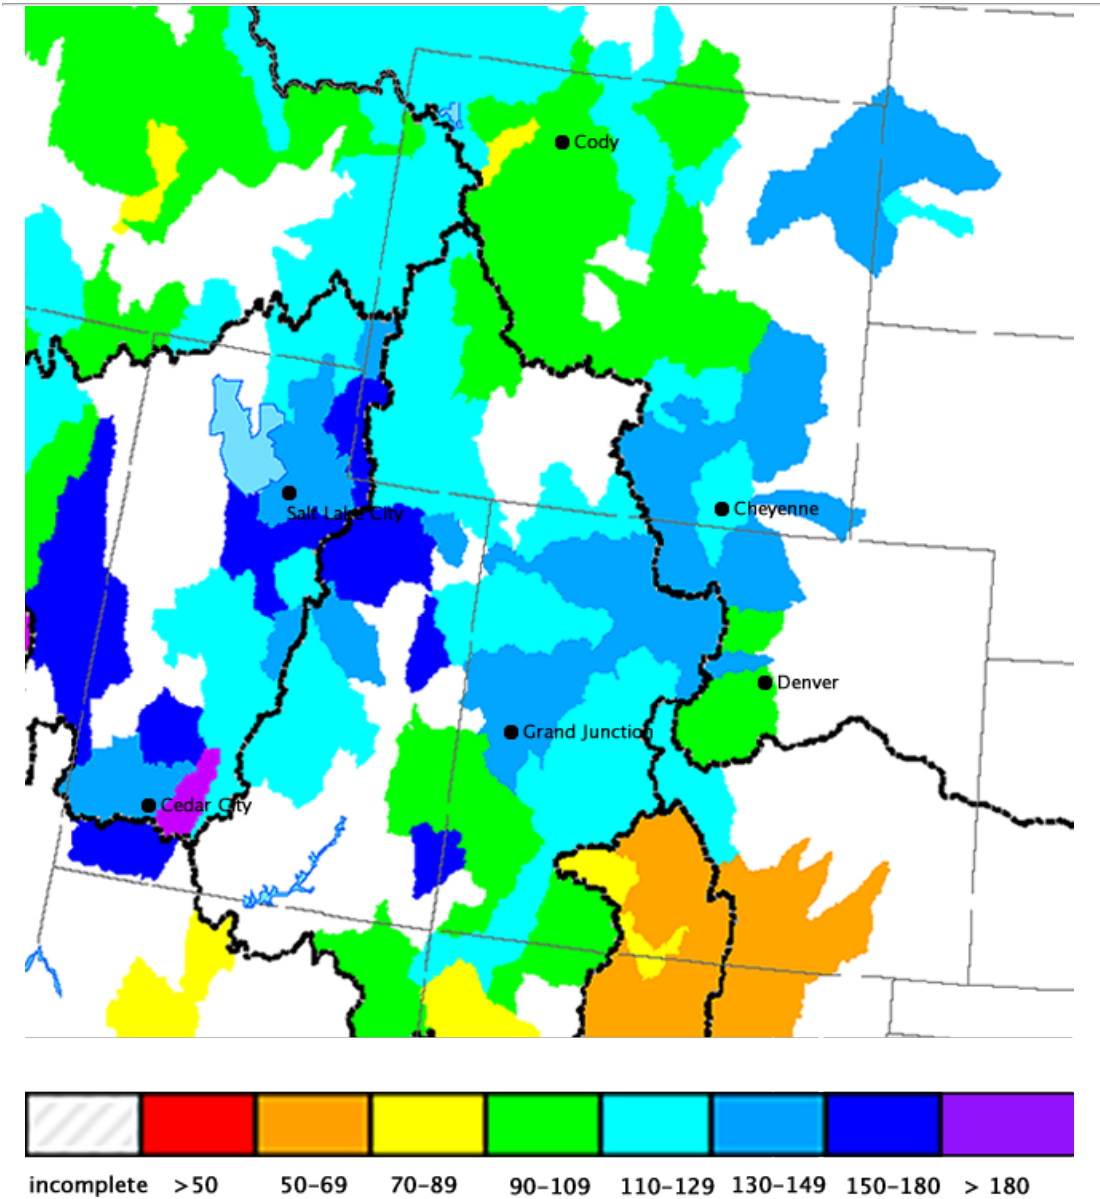 Cody
Cheyenne
Salt Lake City
Denver
Grand Junction
Cedar City
incomplete >50 50-69 70-89 90-109 110-129 130-149 150-180 > 180